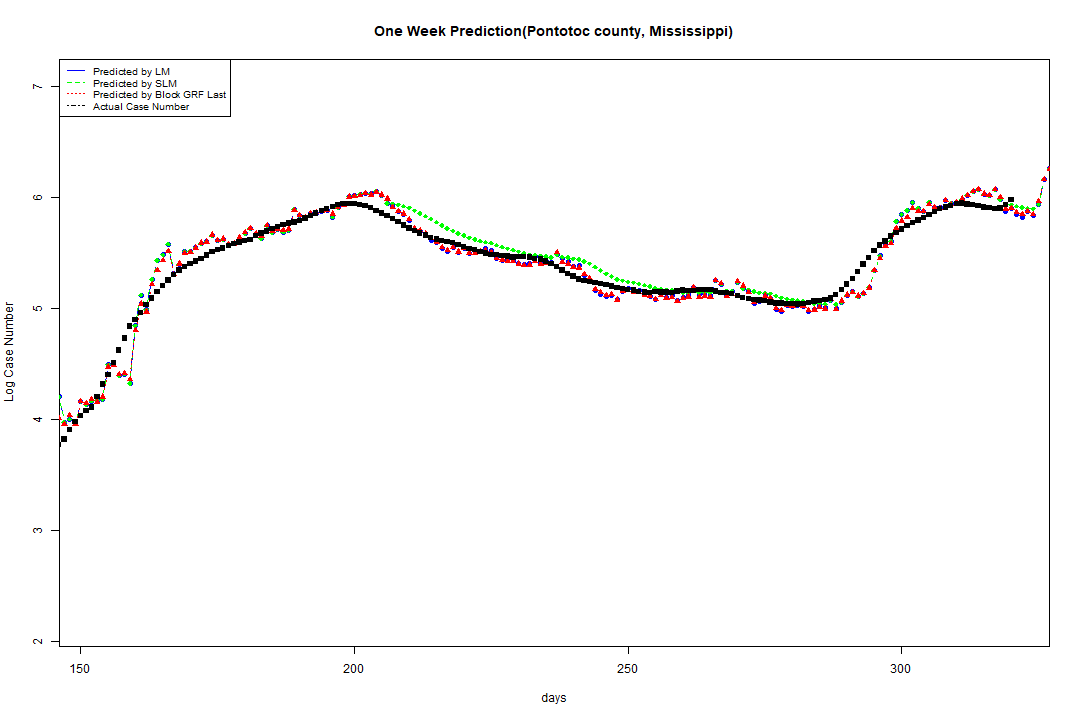 One Week Prediction(Pontotoc county, Mississippi)
Predicted by LM
Predicted by SLM
Predicted by Block GRF Last
Actual Case Number
7
6
5
4
3
2
Log Case Number
150 200 250 300
days